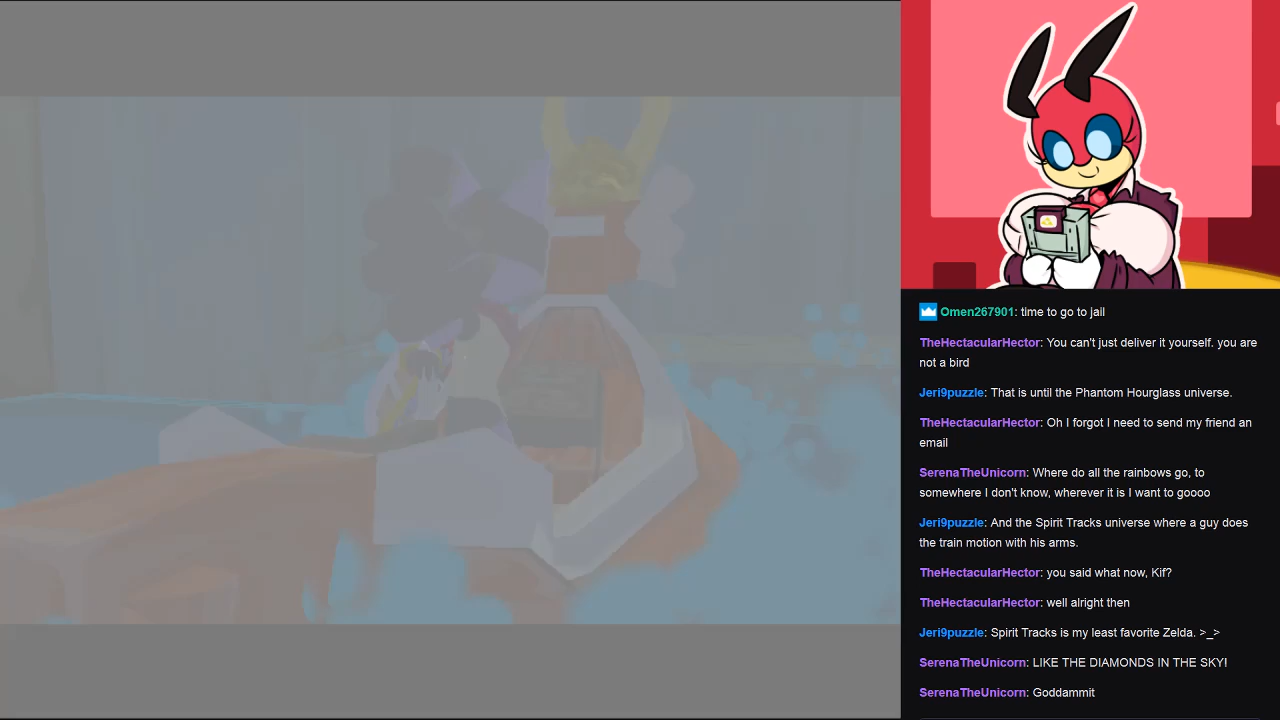 Omen267901: time to go to jail
TheHectacularHector: You can't just deliver it yourself. you are
not a bird
Jeri9puzzle: That is until the Phantom Hourglass universe.
TheHectacularHector: Oh I forgot I need to send my friend an
email
SerenaTheUnicorn: Where do all the rainbows go, to
somewhere I don't know, wherever it is I want to goooo
Jeri9puzzle: And the Spirit Tracks universe where a guy does
the train motion with his arms.
TheHectacularHector: you said what now, Kif?
TheHectacularHector: well alright then
Jeri9puzzle: Spirit Tracks is my least favorite Zelda. >_>
SerenaTheUnicorn: LIKE THE DIAMONDS IN THE SKY!
SerenaTheUnicorn: Goddammit